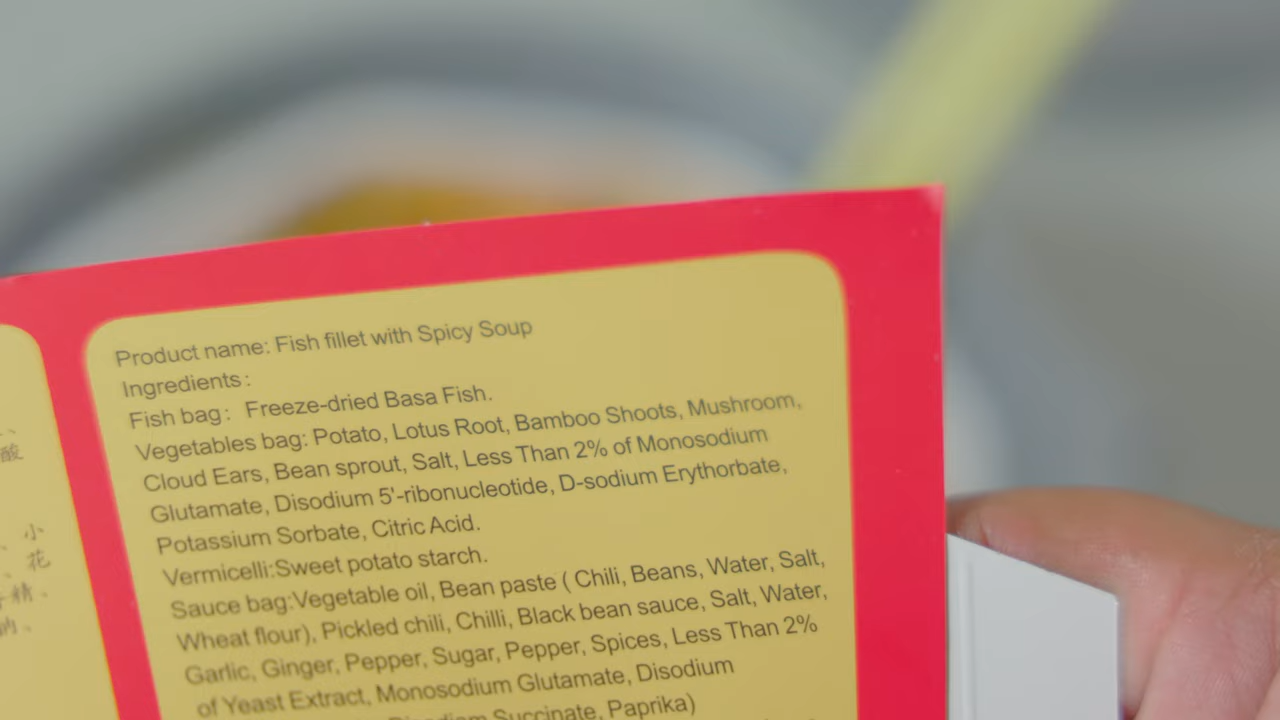 、
酸
、小
、花
精。
钠。
Product name: Fish fillet with Spicy Soup
Ingredients:
Fish bag: Freeze-dried Basa Fish.
Vegetables bag: Potato, Lotus Root, Bamboo Shoots, Mushroom,
Cloud Ears, Bean sprout, Salt, Less Than 2% of Monosodium
Glutamate, Disodium 5'-ribonucleotide, D-sodium Erythorbate,
Potassium Sorbate, Citric Acid.
Vermicelli:Sweet potato starch.
Sauce bag:Vegetable oil, Bean paste ( Chili, Beans, Water, Salt,
Wheat flour), Pickled chili, Chilli, Black bean sauce, Salt, Water,
Garlic, Ginger, Pepper, Sugar, Pepper, Spices, Less Than 2%
of Yeast Extract, Monosodium Glutamate, Disodium
Succinate, Paprika)